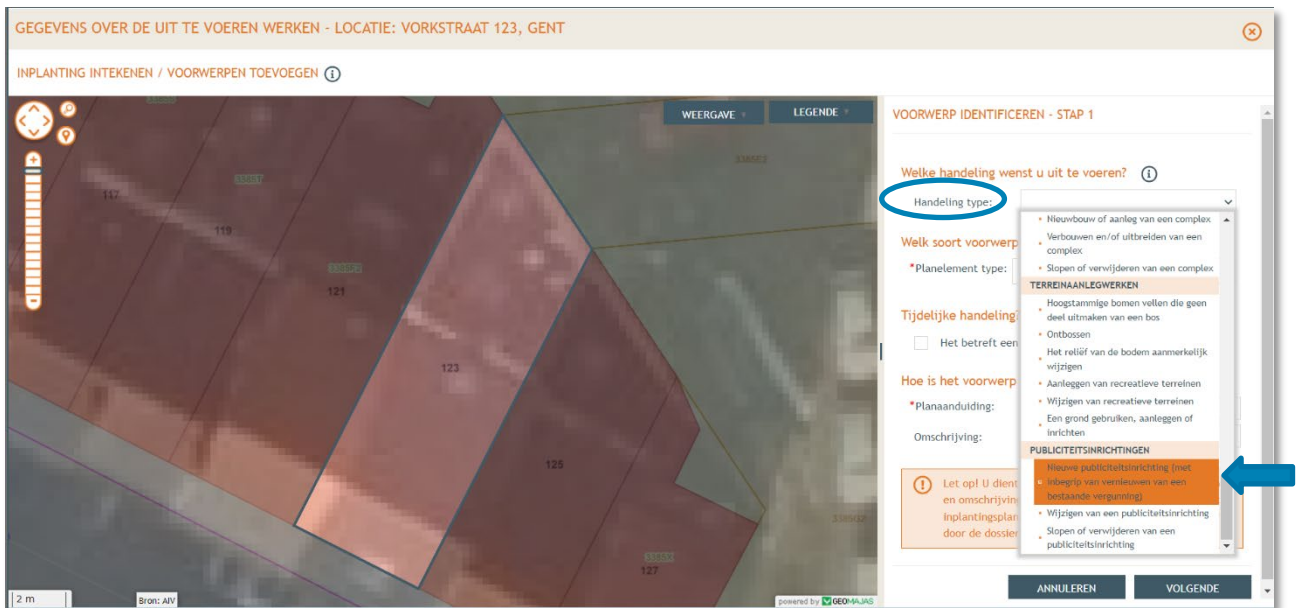 GEGEVENS OVER DE UIT TE VOEREN WERKEN - LOCATIE: VORKSTRAAT 123, GENT
INPLANTING INTEKENEN / VOORWERPEN TOEVOEGEN
WEERGAVE
LEGENDE
117
119
121
123
125
127
2 m
Bron: AIV
powered by GEOMAJAS
VOORWERP IDENTIFICEREN - STAP 1
Welke handeling wenst u uit te voeren?
Handeling type:
Nieuwbouw of aanleg van een complex
Verbouwen en/of uitbreiden van een
complex
Slopen of verwijderen van een complex
TERREINAANLEGWERKEN
Hoogstammige bomen vellen die geen
deel uitmaken van een bos
Ontbossen
Het reliëf van de bodem aanmerkelijk
wijzigen
Aanleggen van recreatieve terreinen
Wijzigen van recreatieve terreinen
Een grond gebruiken, aanleggen of
inrichten
PUBLICITEITSINRICHTINGEN
Nieuwe publiciteitsinrichting (met
inbegrip van vernieuwen van een
bestaande vergunning)
Wijzigen van een publiciteitsinrichting
Slopen of verwijderen van een
publiciteitsinrichting
Welk soort voorwerp
*Planelement type:
Tijdelijke handeling
Het betreft een
Hoe is het voorwerp
*Planaanduiding:
Omschrijving:
Let op! U dient
en omschrijvin
inplantingsplan
door de dossie
ANNULEREN
VOLGENDE